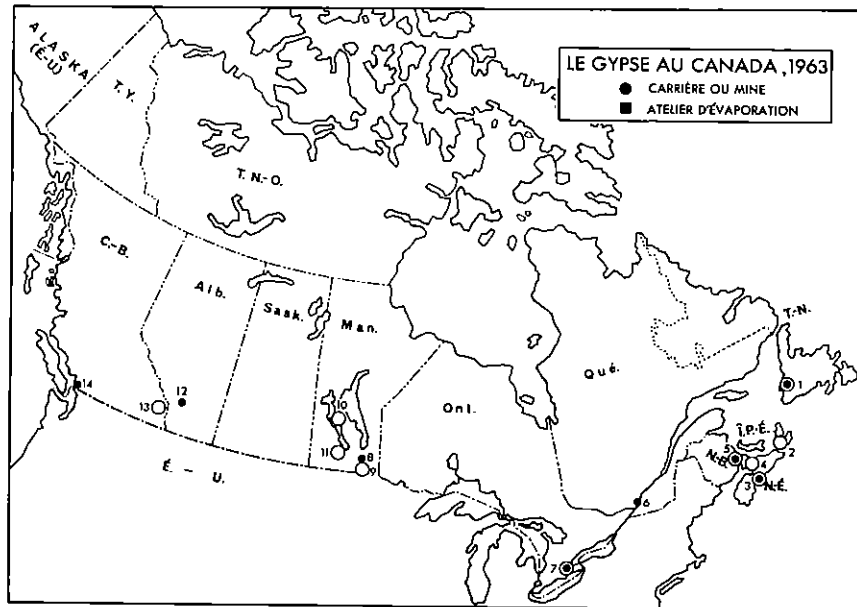 LE GYPSE AU CANADA, 1963
CARRIÈRE OU MINE
ATELIER D'ÉVAPORATION
ALASKA
(É-U)
T.Y.
T.N.-O.
C.-B.
Alb.
Sask.
Man.
Ont.
Qué.
T.-N.
Î.P.-É.
N.-B.
N.-É.
É. – U.
1
2
3
4
5
6
7
8
9
10
11
12
13
14